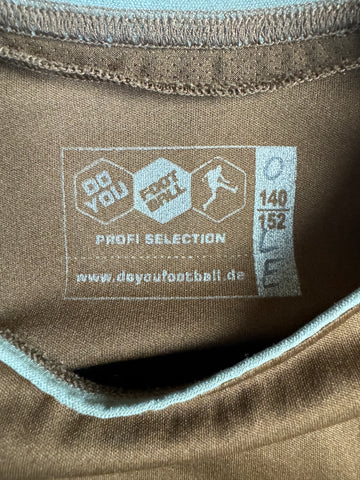 DO YOU
FOOT BALL
PROFI SELECTION
www.doyoufootball.de
O
140
152
L
E